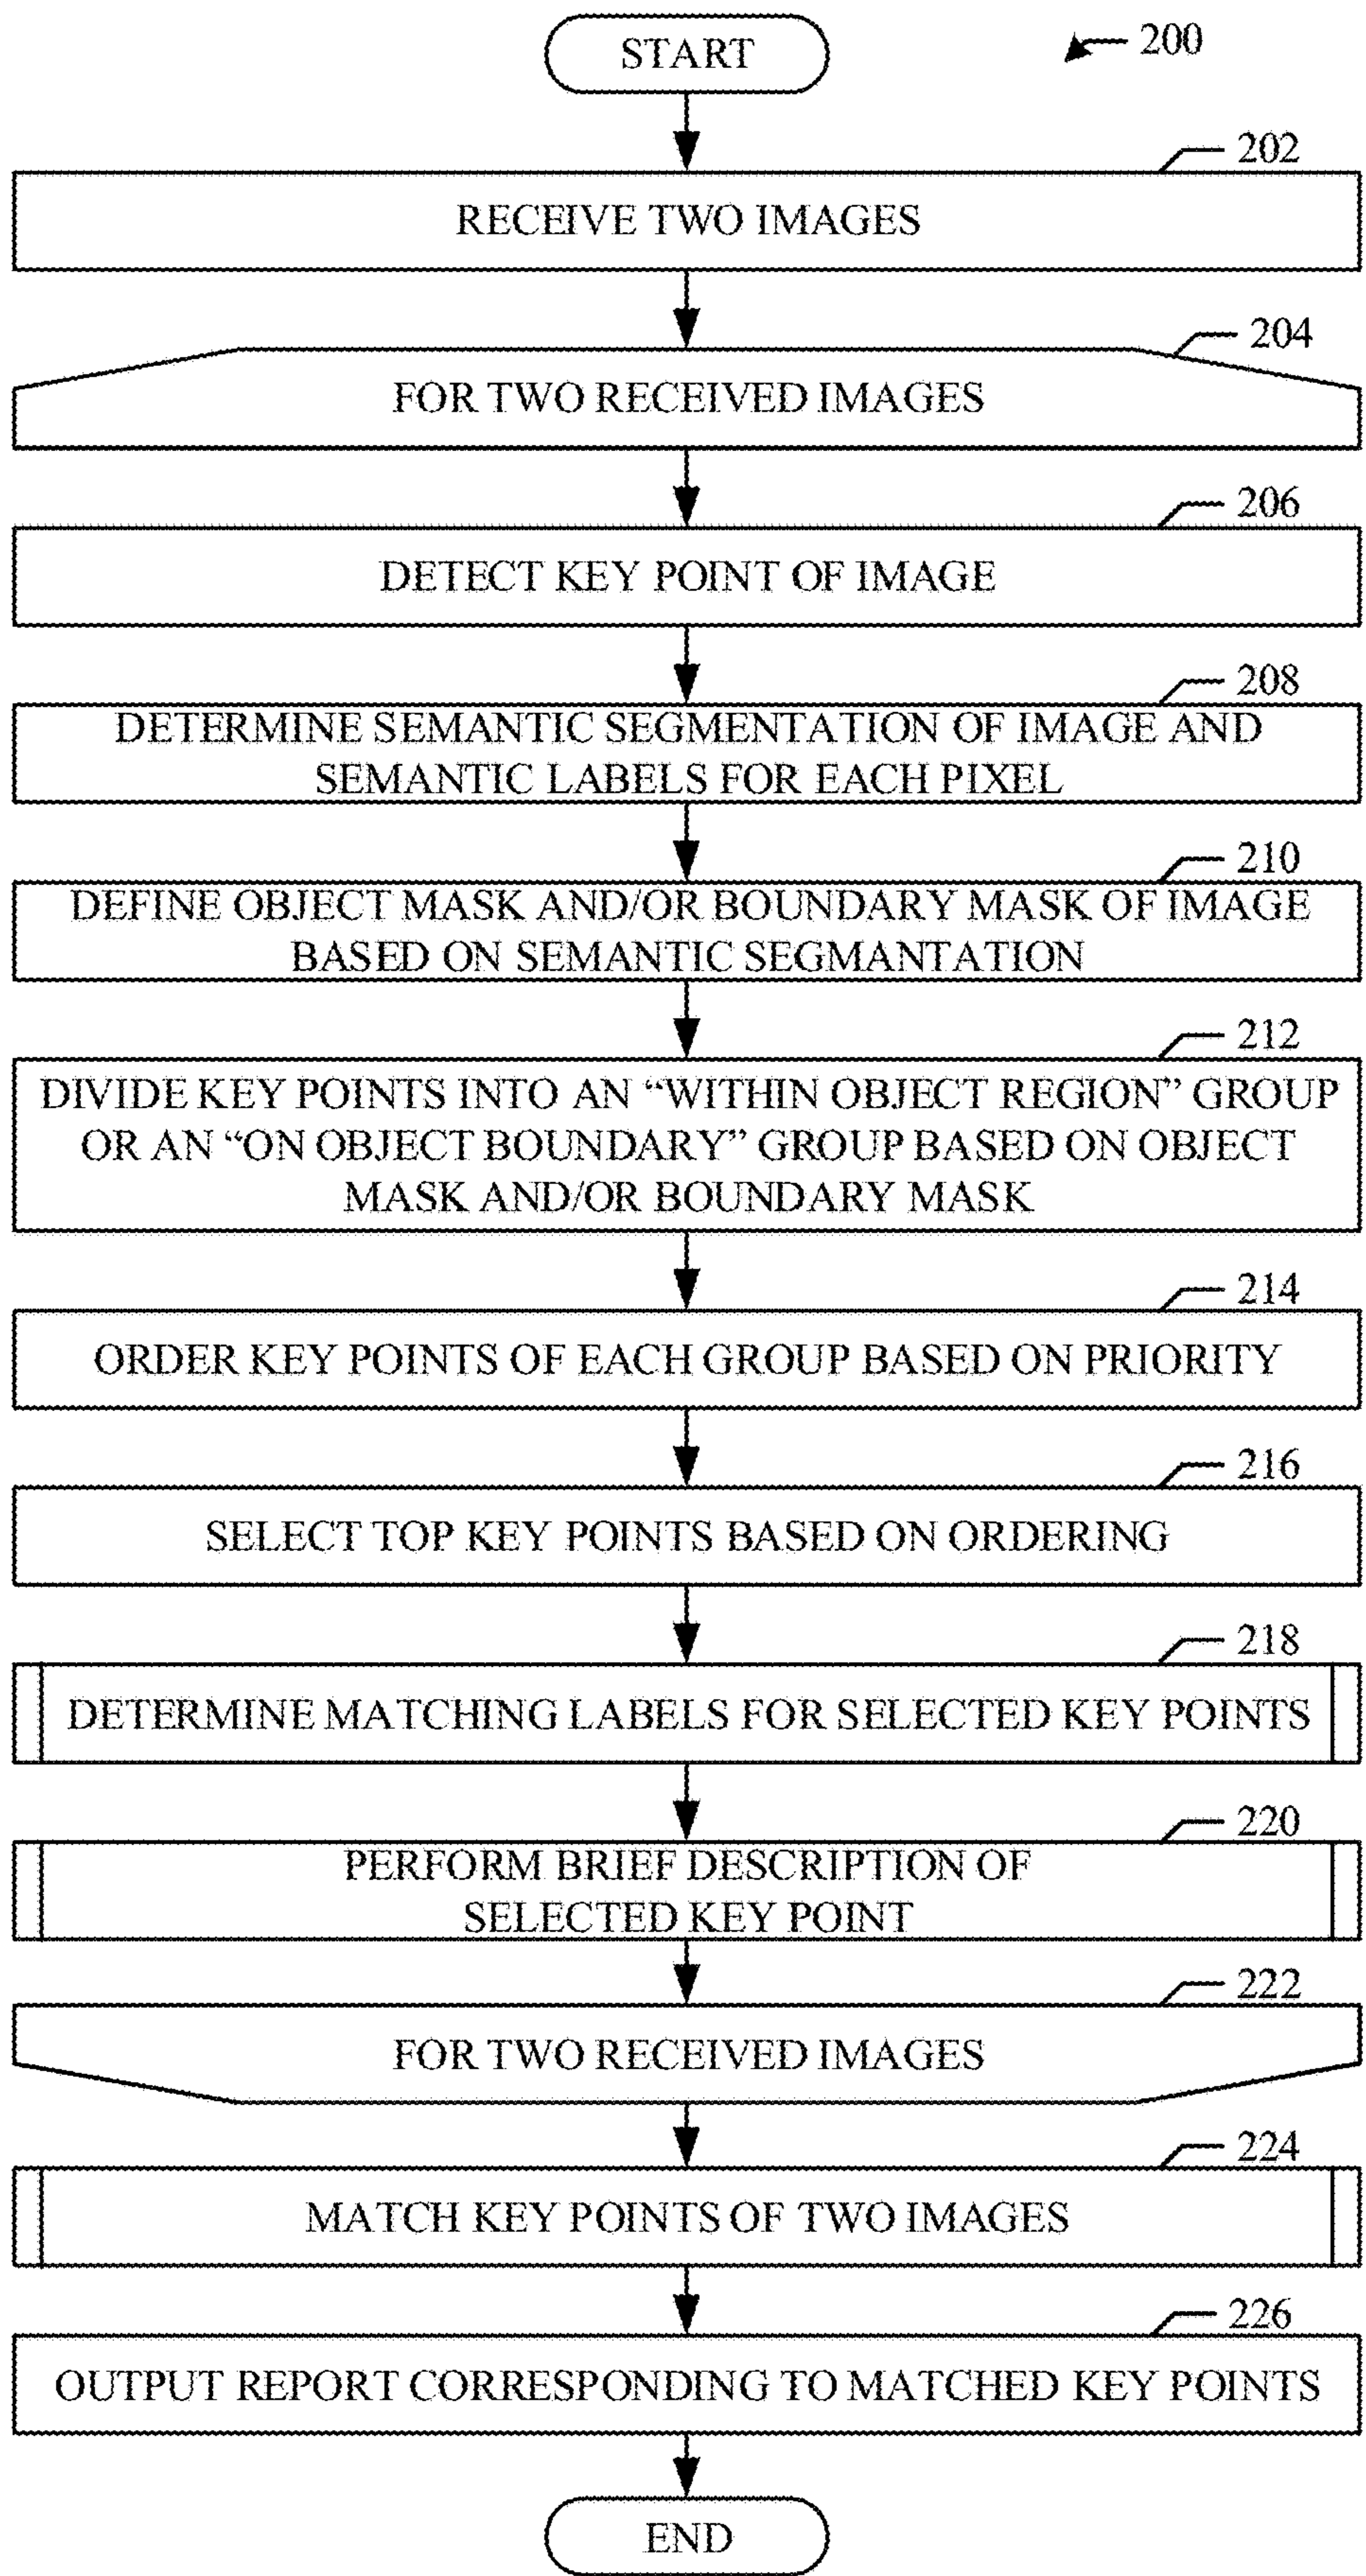 START
200
202
RECEIVE TWO IMAGES
204
FOR TWO RECEIVED IMAGES
206
DETECT KEY POINT OF IMAGE
208
DETERMINE SEMANTIC SEGMENTATION OF IMAGE AND
SEMANTIC LABELS FOR EACH PIXEL
210
DEFINE OBJECT MASK AND/OR BOUNDARY MASK OF IMAGE
BASED ON SEMANTIC SEGMANTATION
212
DIVIDE KEY POINTS INTO AN “WITHIN OBJECT REGION” GROUP
OR AN “ON OBJECT BOUNDARY” GROUP BASED ON OBJECT
MASK AND/OR BOUNDARY MASK
214
ORDER KEY POINTS OF EACH GROUP BASED ON PRIORITY
216
SELECT TOP KEY POINTS BASED ON ORDERING
218
DETERMINE MATCHING LABELS FOR SELECTED KEY POINTS
220
PERFORM BRIEF DESCRIPTION OF
SELECTED KEY POINT
222
FOR TWO RECEIVED IMAGES
224
MATCH KEY POINTS OF TWO IMAGES
226
OUTPUT REPORT CORRESPONDING TO MATCHED KEY POINTS
END